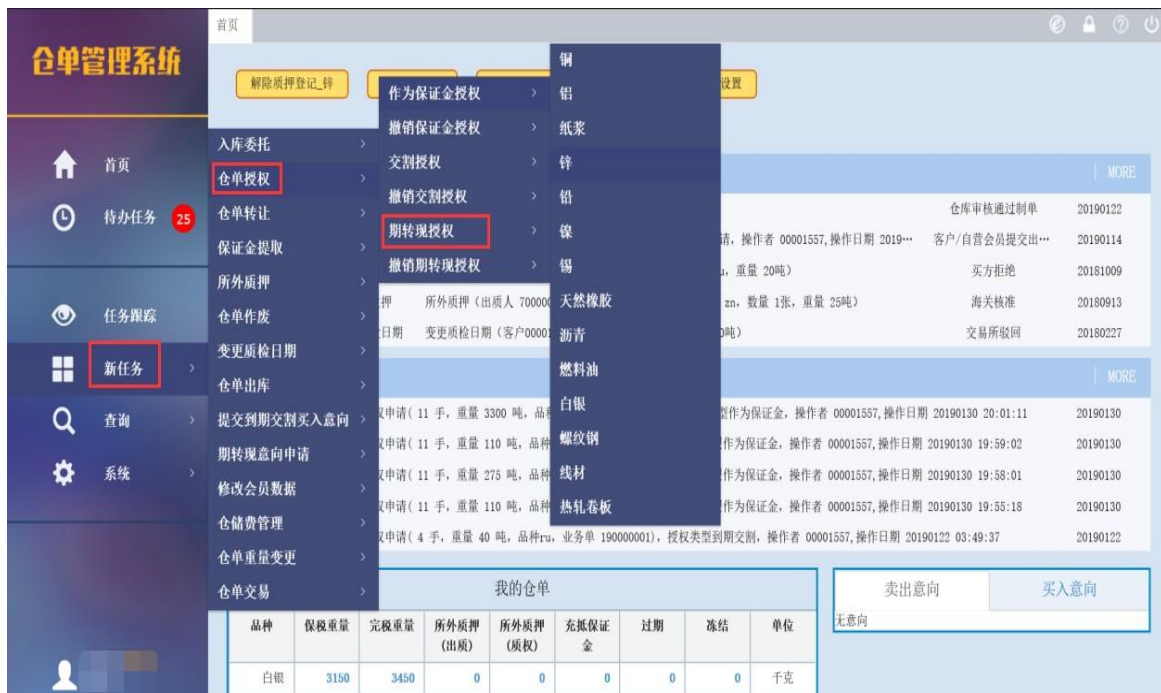 首页
仓单管理系统
首页
待办任务 25
任务跟踪
新任务 >
查询 >
系统 >
解除质押登记_锌
设置
入库委托 >
仓单授权 >
仓单转让 >
保证金提取 >
所外质押 >
仓单作废 >
变更质检日期 >
仓单出库 >
提交到期交割买入意向 >
期转现意向申请 >
修改会员数据 >
仓储费管理 >
仓单重量变更 >
仓单交易 >
作为保证金授权 >
撤销保证金授权 >
交割授权 >
撤销交割授权 >
期转现授权 >
撤销期转现授权 >
铜
铝
纸浆
锌
铅
镍
锡
天然橡胶
沥青
燃料油
白银
螺纹钢
线材
热轧卷板
MORE
仓库审核通过制单 20190122
请, 操作者 00001557,操作日期 2019… 客户/自营会员提交出… 20190114
u, 重量 20吨) 买方拒绝 20181009
押 所外质押 (出质人 70000 zn, 数量 1张, 重量 25吨) 海关核准 20180913
日期 变更质检日期 (客户0000 0吨) 交易所驳回 20180227
MORE
权申请( 11 手, 重量 3300 吨, 品种 型作为保证金, 操作者 00001557,操作日期 20190130 20:01:11 20190130
权申请( 11 手, 重量 110 吨, 品种 作为保证金, 操作者 00001557,操作日期 20190130 19:59:02 20190130
权申请( 11 手, 重量 275 吨, 品种 作为保证金, 操作者 00001557,操作日期 20190130 19:58:01 20190130
权申请( 11 手, 重量 110 吨, 品种 作为保证金, 操作者 00001557,操作日期 20190130 19:55:18 20190130
权申请( 4 手, 重量 40 吨, 品种ru, 业务单 190000001), 授权类型到期交割, 操作者 00001557,操作日期 20190122 03:49:37 20190122
我的仓单
品种 保税重量 完税重量 所外质押(出质) 所外质押(质权) 充抵保证金 过期 冻结 单位
白银 3150 3450 0 0 0 0 0 千克
卖出意向 买入意向
无意向